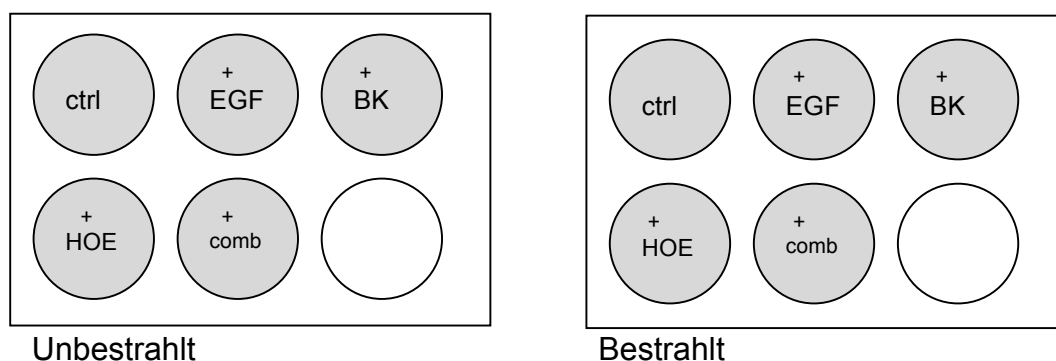 ctrl
+
EGF
+
BK
+
HOE
+
comb
Unbestrahlt
ctrl
+
EGF
+
BK
+
HOE
+
comb
Bestrahlt